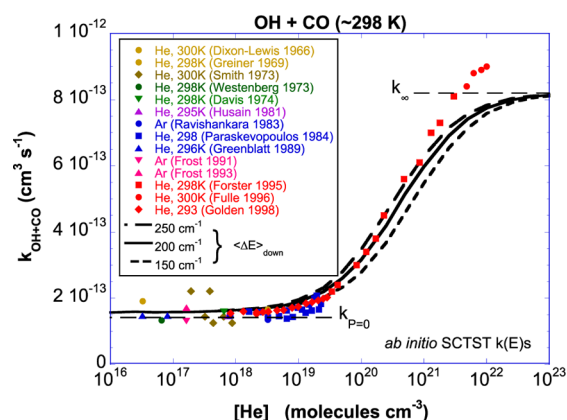 OH + CO (~298 K)
1 10-12
8 10-13
6 10-13
4 10-13
2 10-13
0
kOH+CO (cm3 s-1)
He, 300K (Dixon-Lewis 1966)
He, 298K (Greiner 1969)
He, 300K (Smith 1973)
He, 298K (Westenberg 1973)
He, 298K (Davis 1974)
He, 295K (Husain 1981)
Ar (Ravishankara 1983)
He, 298 (Paraskevopoulos 1984)
He, 296K (Greenblatt 1989)
Ar (Frost 1991)
Ar (Frost 1993)
He, 298K (Forster 1995)
He, 300K (Fulle 1996)
He, 293 (Golden 1998)
250 cm-1
200 cm-1
150 cm-1
<ΔE>down
k∞
kP=0
ab initio SCTST k(E)s
1016 1017 1018 1019 1020 1021 1022 1023
[He] (molecules cm-3)